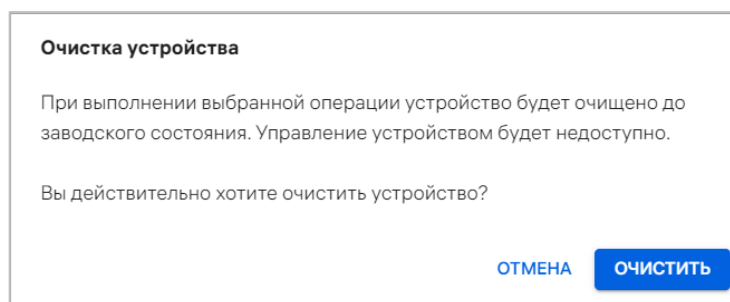 Очистка устройства
При выполнении выбранной операции устройство будет очищено до
заводского состояния. Управление устройством будет недоступно.
Вы действительно хотите очистить устройство?
ОТМЕНА ОЧИСТИТЬ